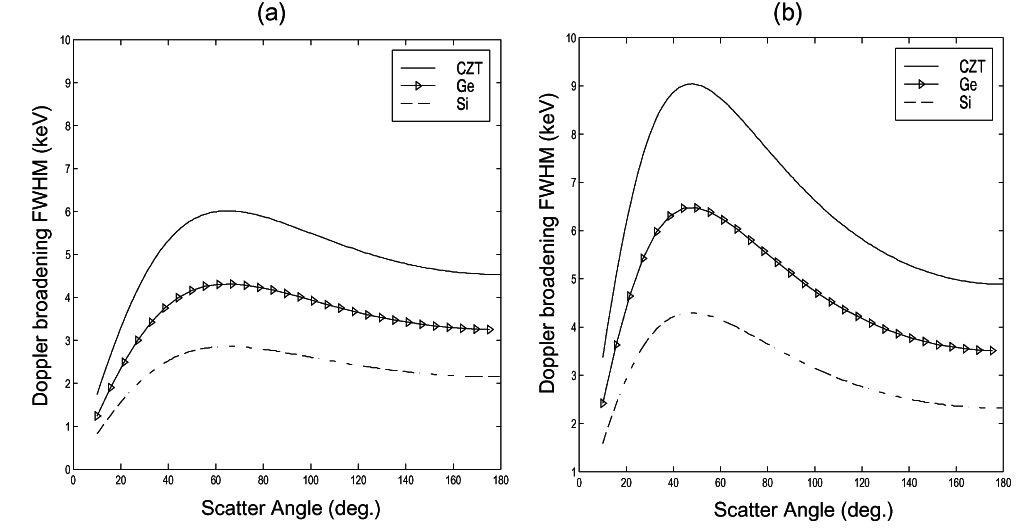 (a)
10
9
8
7
6
5
4
3
2
1
0
Doppler broadening FWHM (keV)
CZT
Ge
Si
0 20 40 60 80 100 120 140 160 180
Scatter Angle (deg.)
(b)
10
9
8
7
6
5
4
3
2
1
Doppler broadening FWHM (keV)
CZT
Ge
Si
0 20 40 60 80 100 120 140 160 180
Scatter Angle (deg.)